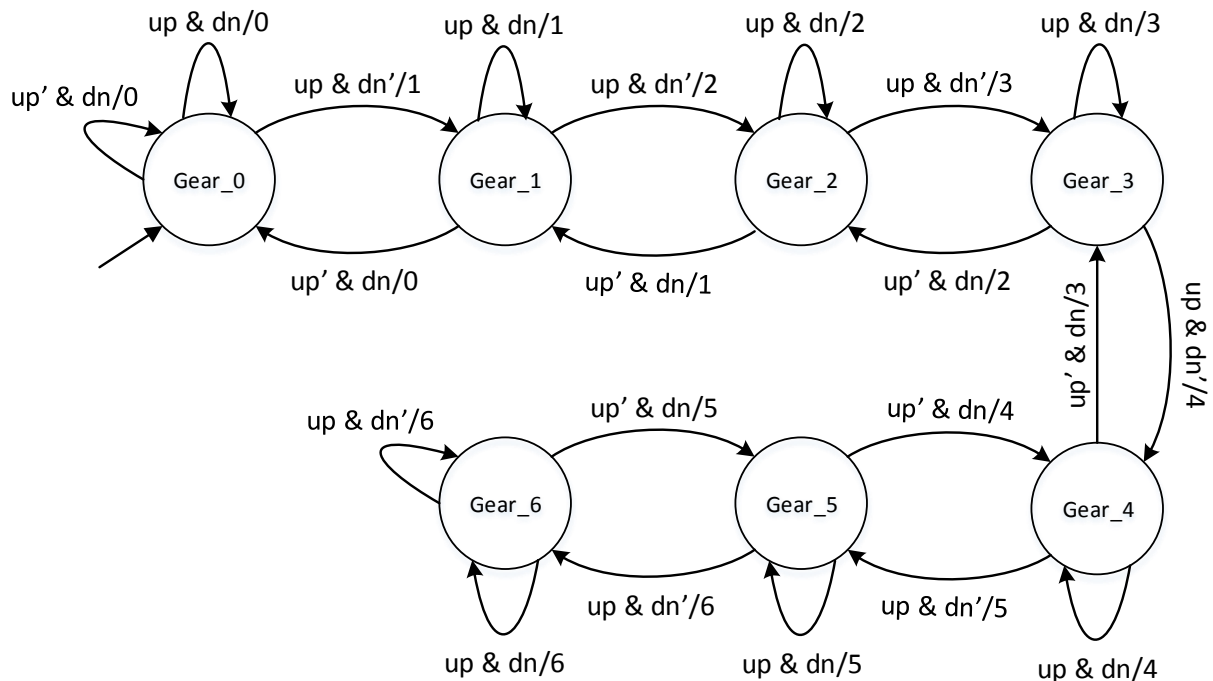 up & dn/0
up & dn/1
up & dn/2
up & dn/3
up’ & dn/0
up & dn’/1
up & dn’/2
up & dn’/3
Gear_0
Gear_1
Gear_2
Gear_3
up’ & dn/0
up’ & dn/1
up’ & dn/2
up’ & dn/3
up & dn’/4
up & dn’/6
up’ & dn/5
up’ & dn/4
Gear_6
Gear_5
Gear_4
up & dn’/6
up & dn’/5
up & dn/6
up & dn/5
up & dn/4